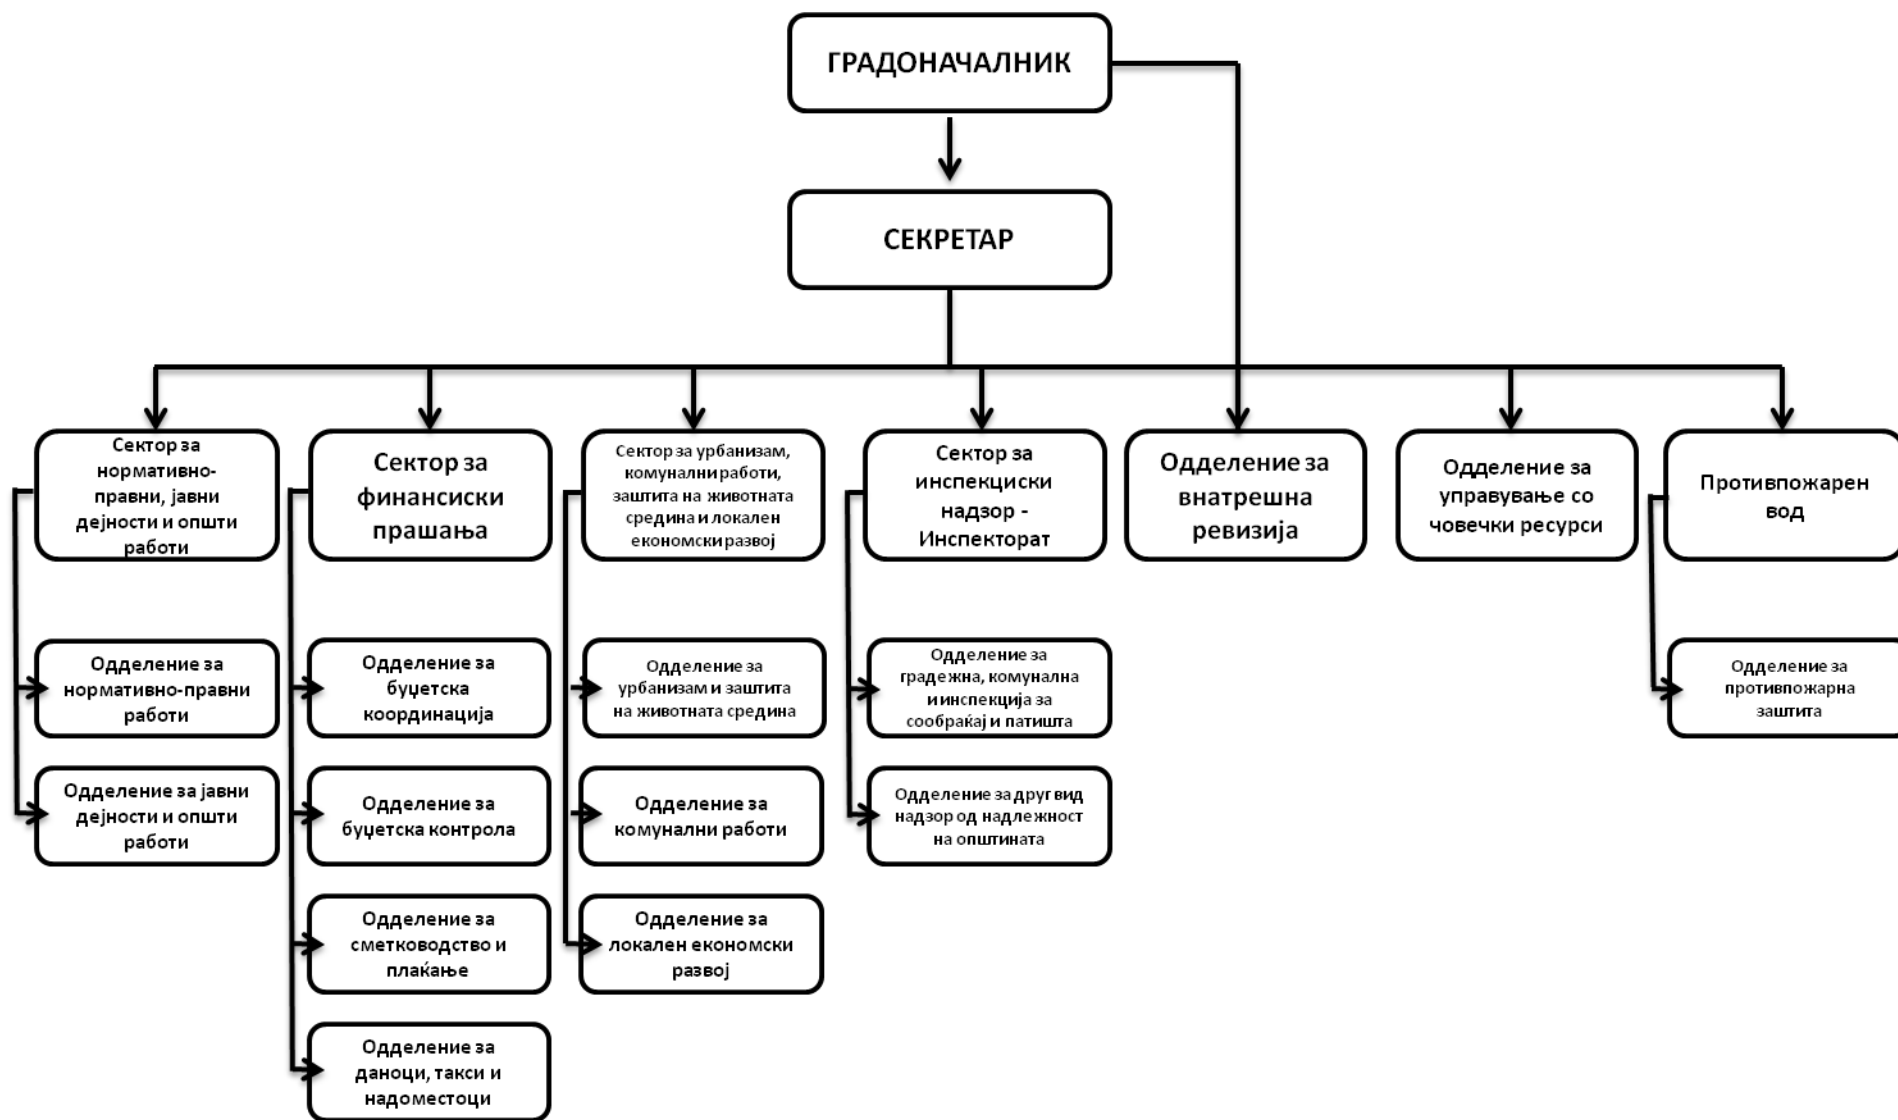 ГРАДОНАЧАЛНИК
СЕКРЕТАР
Сектор за
нормативно-
правни, јавни
дејности и општи
работи
Сектор за
финансиски
прашања
Сектор за урбанизам,
комунални работи,
заштита на животната
средина и локален
економски развој
Сектор за
инспекциски
надзор -
Инспекторат
Одделение за
внатрешна
ревизија
Одделение за
управување со
човечки ресурси
Противпожарен
вод
Одделение за
нормативно-правни
работи
Одделение за
буџетска
координација
Одделение за
урбанизам и заштита
на животната средина
Одделение за
градежна, комунална
и инспекција за
сообраќај и патишта
Одделение за
противпожарна
заштита
Одделение за јавни
дејности и општи
работи
Одделение за
буџетска контрола
Одделение за
комунални работи
Одделение за друг вид
надзор од надлежност
на општината
Одделение за
сметководство и
плаќање
Одделение за
локален економски
развој
Одделение за
даноци, такси и
надоместоци